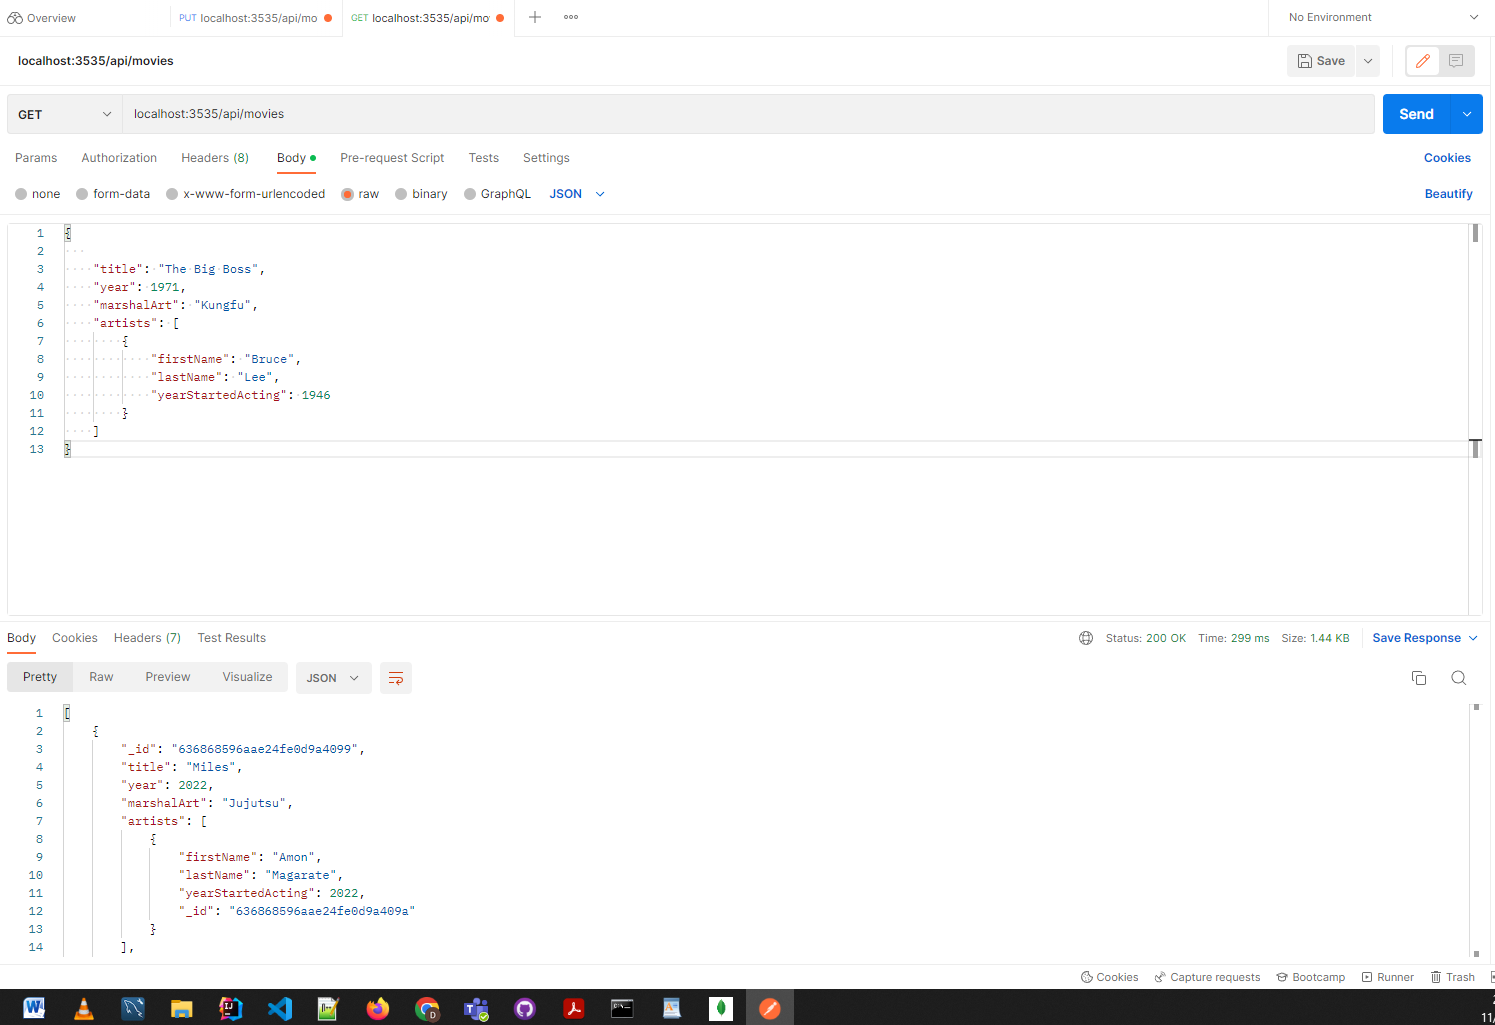 Overview
PUT localhost:3535/api/mo
GET localhost:3535/api/mo
No Environment
localhost:3535/api/movies
Save
GET
localhost:3535/api/movies
Send
Params Authorization Headers (8) Body Pre-request Script Tests Settings
Cookies
none form-data x-www-form-urlencoded raw binary GraphQL JSON
Beautify
1 {
2
3 "title": "The Big Boss",
4 "year": 1971,
5 "marshalArt": "Kungfu",
6 "artists": [
7 {
8 "firstName": "Bruce",
9 "lastName": "Lee",
10 "yearStartedActing": 1946
11 }
12 ]
13 }
Body Cookies Headers (7) Test Results
Status: 200 OK Time: 299 ms Size: 1.44 KB Save Response
Pretty Raw Preview Visualize JSON
1 [
2 {
3 "_id": "636868596aae24fe0d9a4099",
4 "title": "Miles",
5 "year": 2022,
6 "marshalArt": "Jujutsu",
7 "artists": [
8 {
9 "firstName": "Amon",
10 "lastName": "Magarate",
11 "yearStartedActing": 2022,
12 "_id": "636868596aae24fe0d9a409a"
13 }
14 ],
Cookies Capture requests Bootcamp Runner Trash
11/